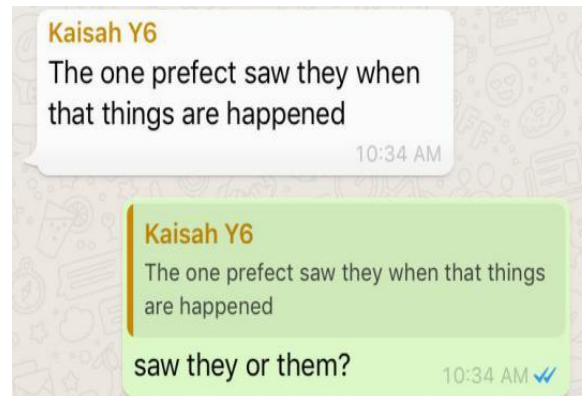 Kaisah Y6
The one prefect saw they when
that things are happened
10:34 AM
Kaisah Y6
The one prefect saw they when that things
are happened
saw they or them?
10:34 AM